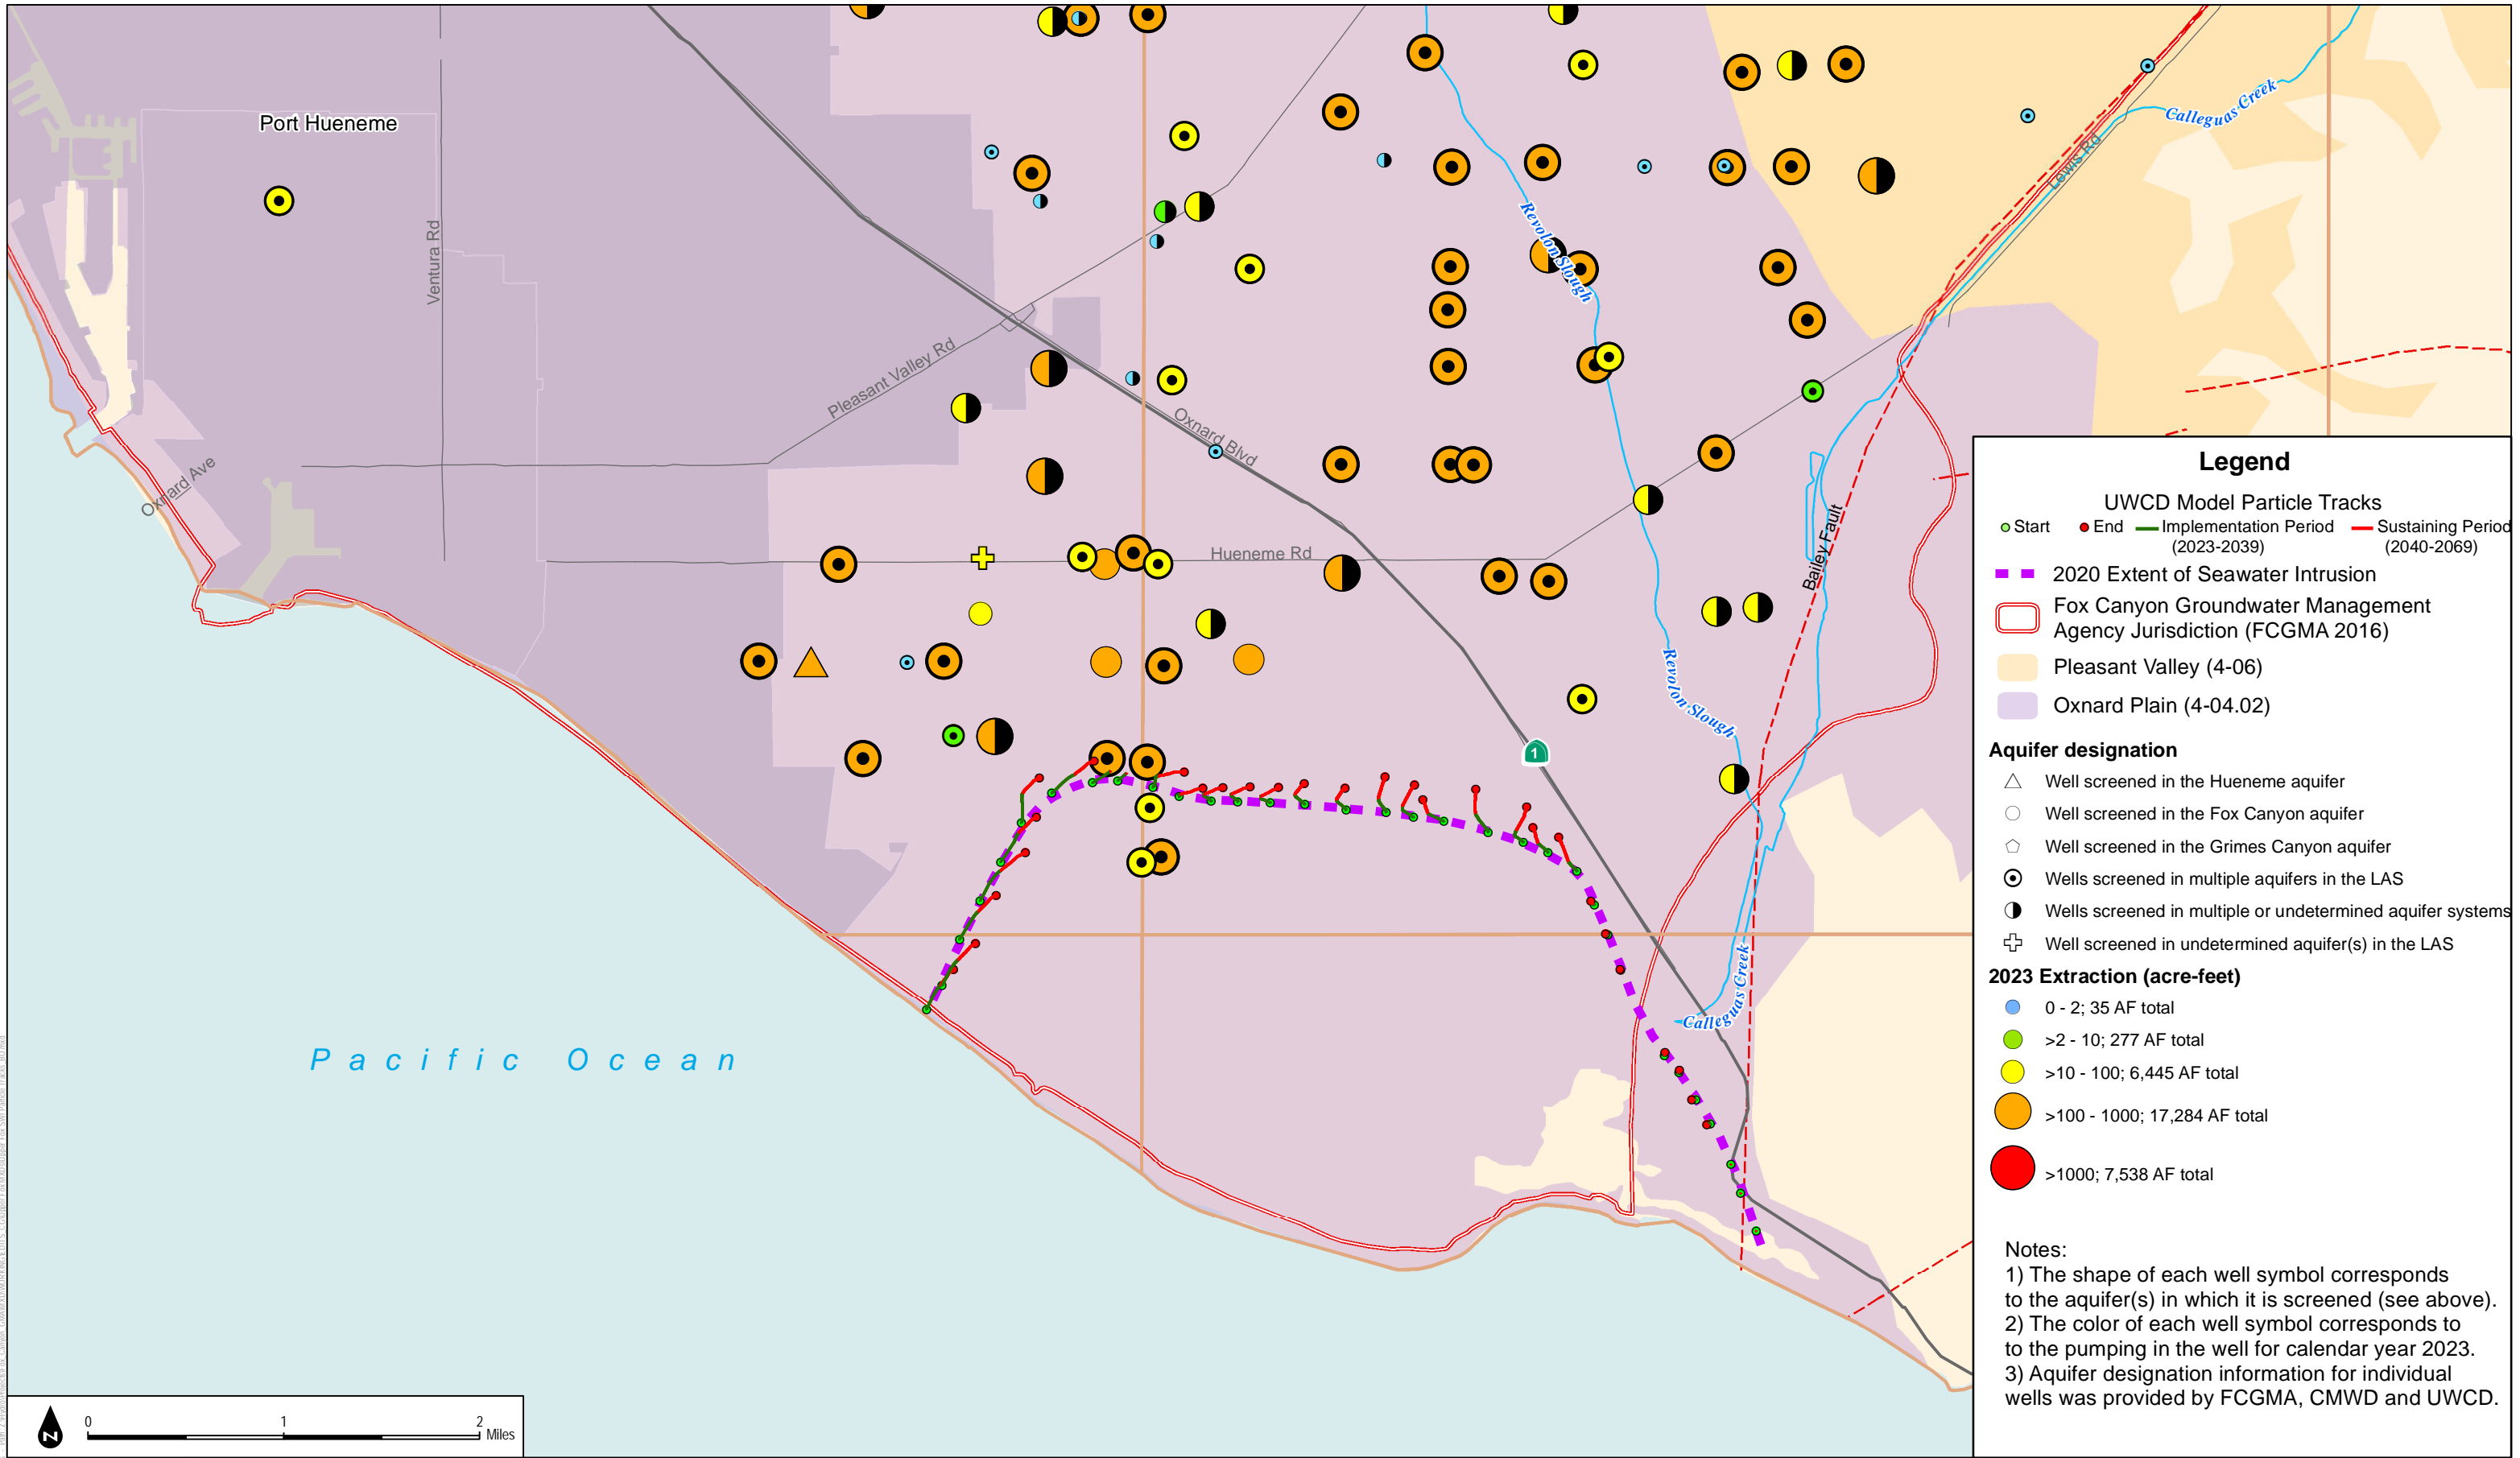 Port Hueneme
Ventura Rd
Oxnard Ave
Pleasant Valley Rd
Oxnard Blvd
Hueneme Rd
Revolon Slough
Revolon Slough
Calleguas Creek
Lewis Rd
Bailey Fault
1
Calleguas Creek
Pacific Ocean
N
0 1 2
Miles
Legend
UWCD Model Particle Tracks
Start End Implementation Period Sustaining Period
(2023-2039) (2040-2069)
2020 Extent of Seawater Intrusion
Fox Canyon Groundwater Management
Agency Jurisdiction (FCGMA 2016)
Pleasant Valley (4-06)
Oxnard Plain (4-04.02)
Aquifer designation
Well screened in the Hueneme aquifer
Well screened in the Fox Canyon aquifer
Well screened in the Grimes Canyon aquifer
Wells screened in multiple aquifers in the LAS
Wells screened in multiple or undetermined aquifer systems
Well screened in undetermined aquifer(s) in the LAS
2023 Extraction (acre-feet)
0 - 2; 35 AF total
>2 - 10; 277 AF total
>10 - 100; 6,445 AF total
>100 - 1000; 17,284 AF total
>1000; 7,538 AF total
Notes:
1) The shape of each well symbol corresponds
to the aquifer(s) in which it is screened (see above).
2) The color of each well symbol corresponds to
to the pumping in the well for calendar year 2023.
3) Aquifer designation information for individual
wells was provided by FCGMA, CMWD and UWCD.